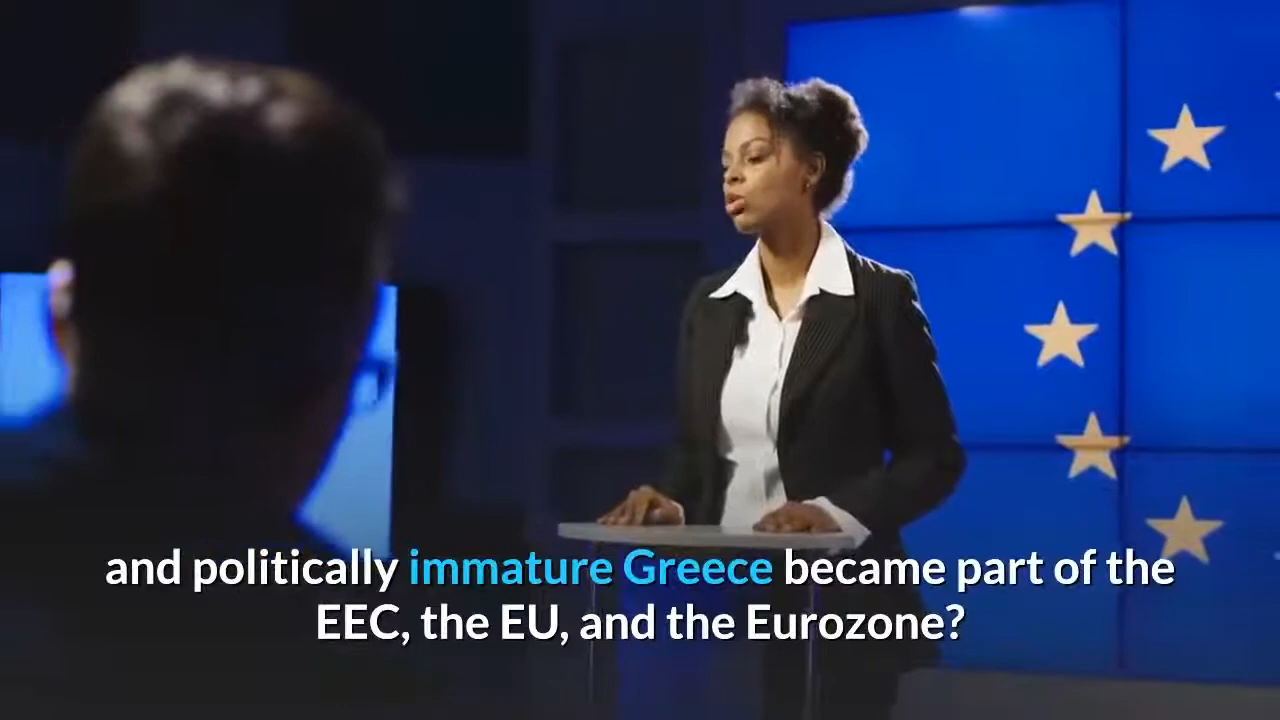 and politically immature Greece became part of the
EEC, the EU, and the Eurozone?